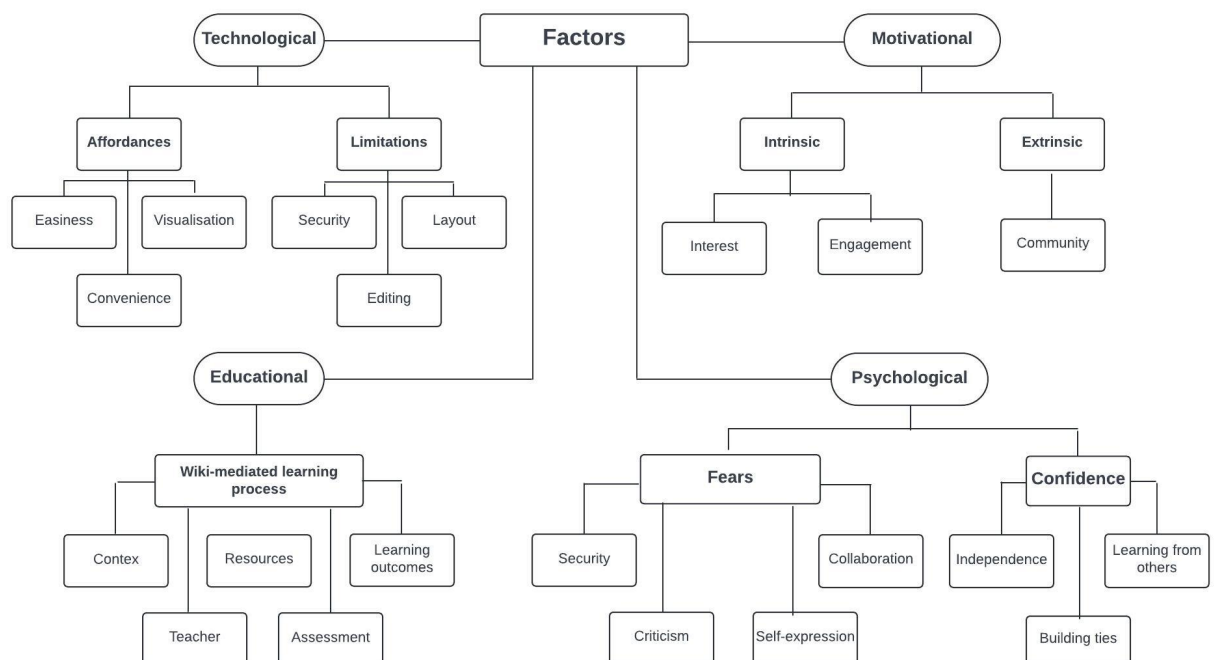 Factors
Technological
Motivational
Affordances
Limitations
Intrinsic
Extrinsic
Easiness
Visualisation
Security
Layout
Interest
Engagement
Community
Convenience
Editing
Educational
Psychological
Wiki-mediated learning
process
Fears
Confidence
Contex
Resources
Learning
outcomes
Security
Collaboration
Independence
Learning from
others
Teacher
Assessment
Criticism
Self-expression
Building ties